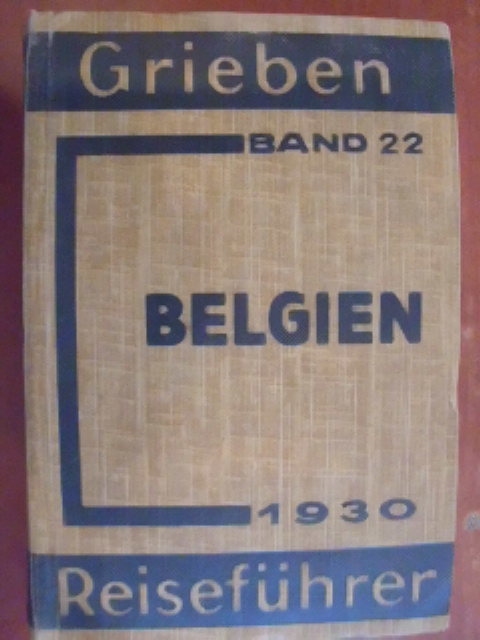 Grieben
BAND 22
BELGIEN
1930
Reiseführer